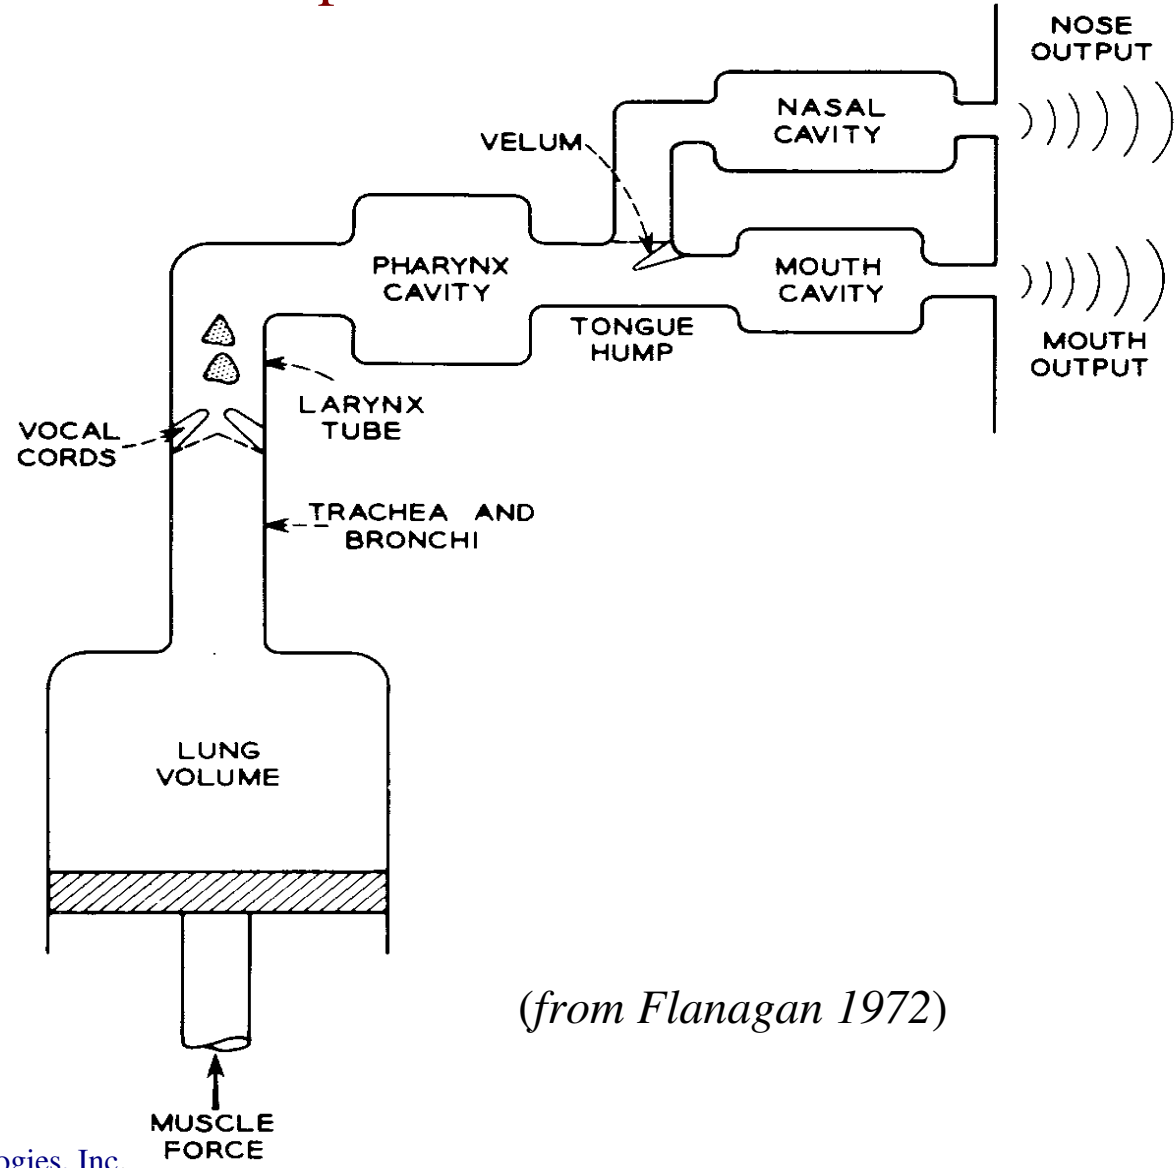 NOSE
OUTPUT
NASAL
CAVITY
VELUM
PHARYNX
CAVITY
MOUTH
CAVITY
TONGUE
HUMP
MOUTH
OUTPUT
LARYNX
TUBE
VOCAL
CORDS
TRACHEA AND
BRONCHI
LUNG
VOLUME
(from Flanagan 1972)
MUSCLE
FORCE
Inc.